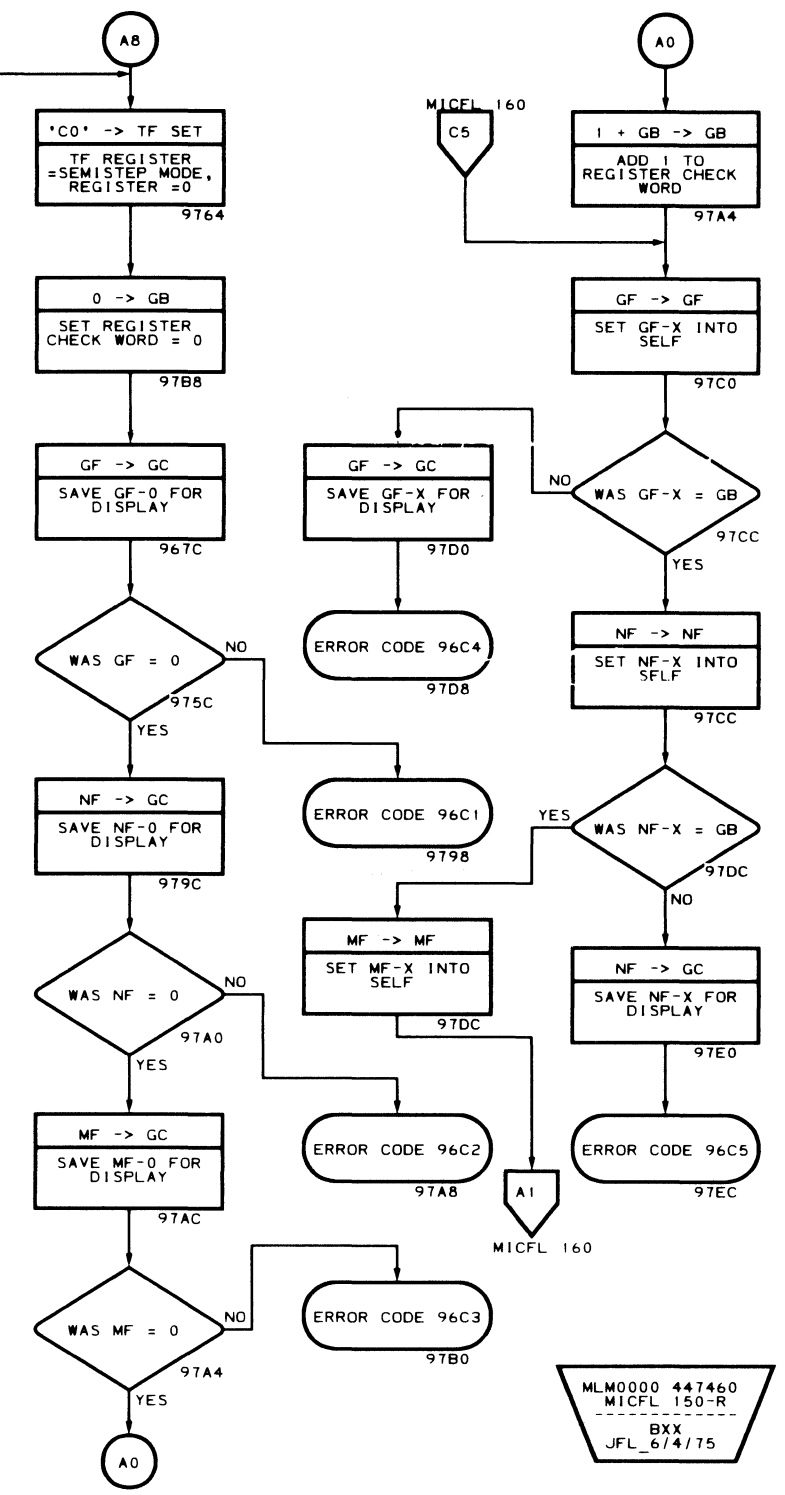 A8
'C0' -> TF SET
TF REGISTER
=SEMISTEP MODE,
REGISTER =0
9764
0 -> GB
SET REGISTER
CHECK WORD = 0
97B8
GF -> GC
SAVE GF-0 FOR
DISPLAY
967C
WAS GF = 0
NO
975C
YES
NF -> GC
SAVE NF-0 FOR
DISPLAY
979C
WAS NF = 0
NO
97A0
YES
MF -> GC
SAVE MF-0 FOR
DISPLAY
97AC
WAS MF = 0
NO
97A4
YES
A0
MICFL 160
C5
GF -> GC
SAVE GF-X FOR
DISPLAY
97D0
ERROR CODE 96C4
97D8
ERROR CODE 96C1
9798
MF -> MF
SET MF-X INTO
SELF
97DC
ERROR CODE 96C2
97A8
A1
MICFL 160
ERROR CODE 96C3
97B0
A0
1 + GB -> GB
ADD 1 TO
REGISTER CHECK
WORD
97A4
GF -> GF
SET GF-X INTO
SELF
97C0
NO
WAS GF-X = GB
97CC
YES
NF -> NF
SET NF-X INTO
SELF
97CC
YES
WAS NF-X = GB
97DC
NO
NF -> GC
SAVE NF-X FOR
DISPLAY
97E0
ERROR CODE 96C5
97EC
MLM0000 447460
MICFL 150-R
BXX
JFL_6/4/75